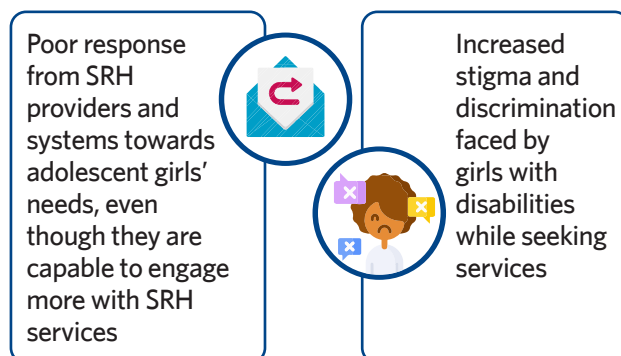 Poor response
from SRH
providers and
systems towards
adolescent girls'
needs, even
though they are
capable to engage
more with SRH
services
Increased
stigma and
discrimination
faced by
girls with
disabilities
while seeking
services